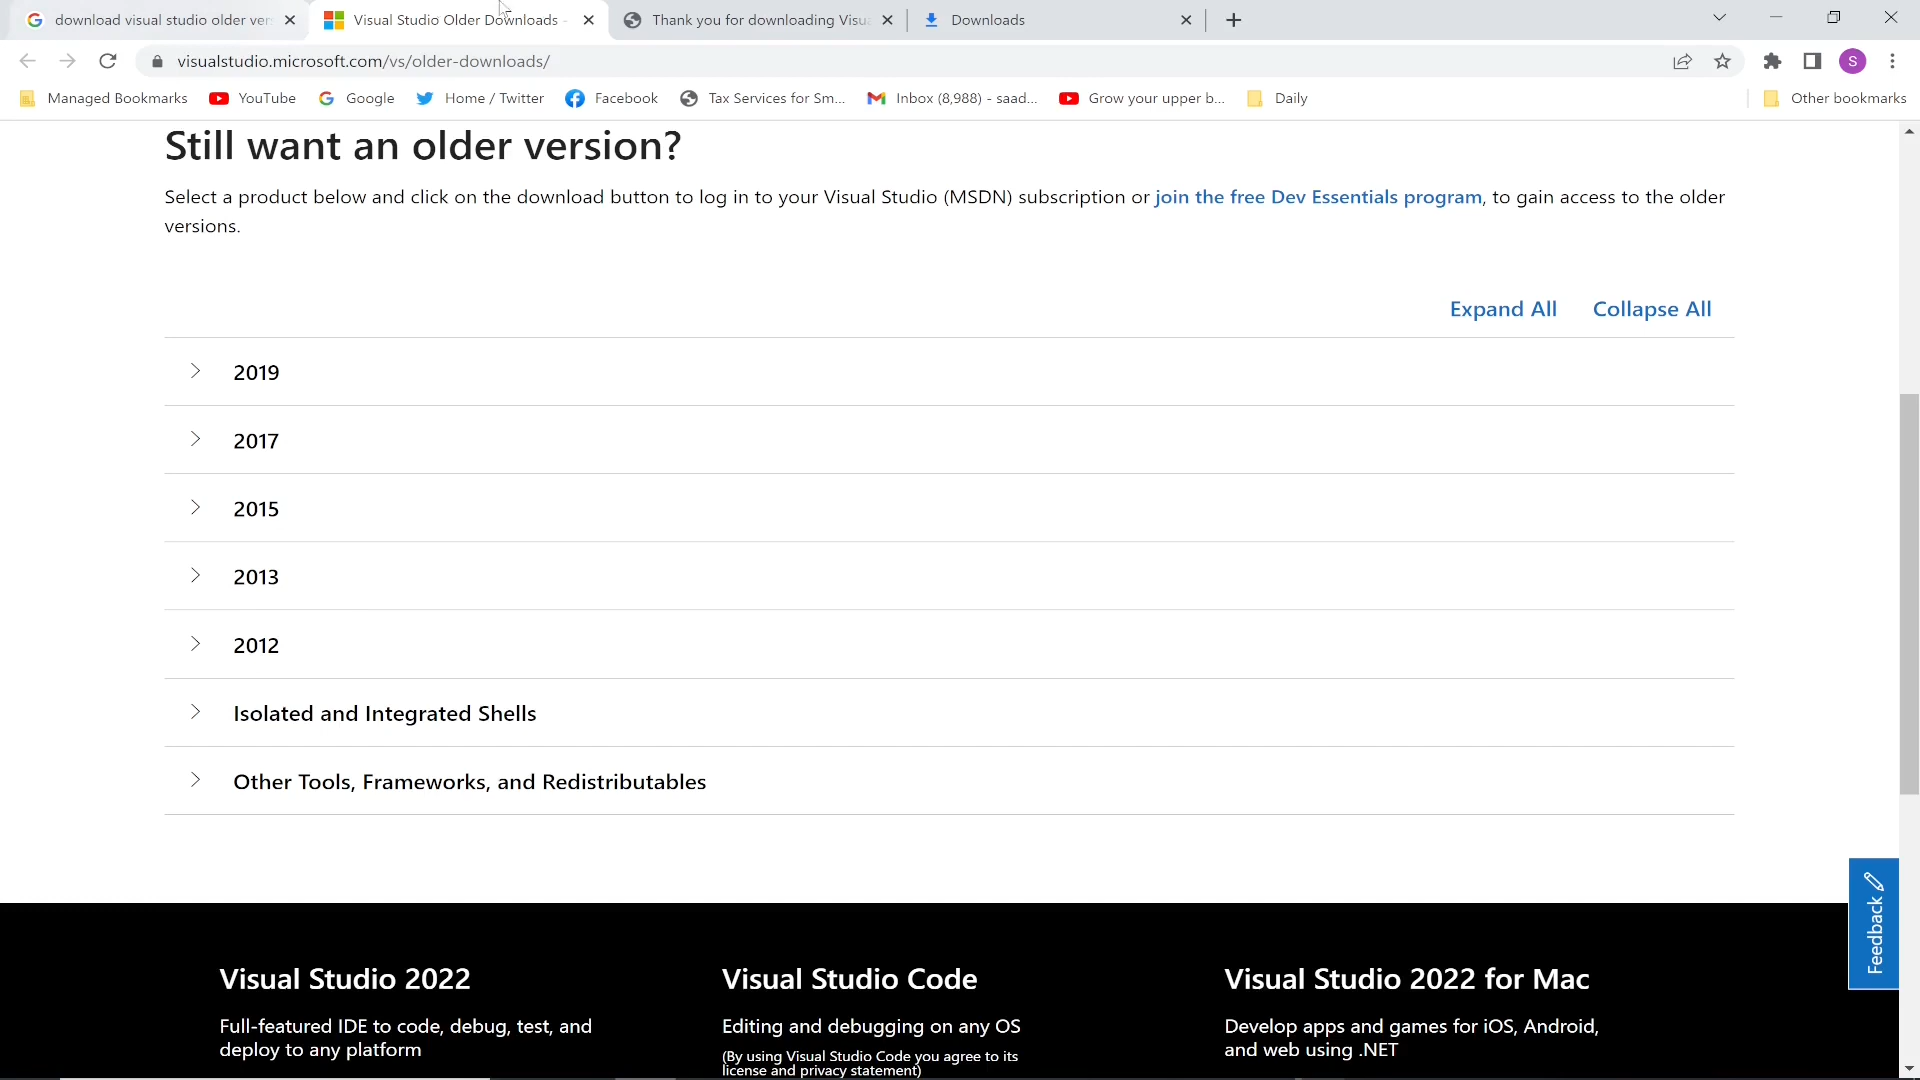 download visual studio older ver
Visual Studio Older Downloads -
Thank you for downloading Visu
Downloads
visualstudio.microsoft.com/vs/older-downloads/
S
Managed Bookmarks
YouTube
Google
Home / Twitter
Facebook
Tax Services for Sm...
Inbox (8,988) - saad...
Grow your upper b...
Daily
Other bookmarks
Still want an older version?
Select a product below and click on the download button to log in to your Visual Studio (MSDN) subscription or join the free Dev Essentials program, to gain access to the older
versions.
Expand All
Collapse All
2019
2017
2015
2013
2012
Isolated and Integrated Shells
Other Tools, Frameworks, and Redistributables
Feedback
Visual Studio 2022
Full-featured IDE to code, debug, test, and
deploy to any platform
Visual Studio Code
Editing and debugging on any OS
(By using Visual Studio Code you agree to its
license and privacy statement)
Visual Studio 2022 for Mac
Develop apps and games for iOS, Android,
and web using .NET